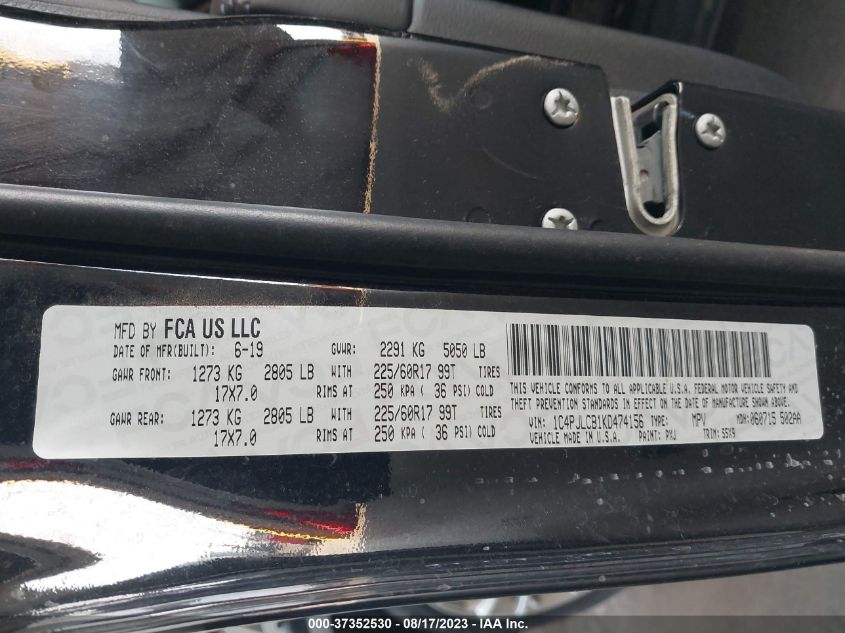 MFD BY FCA US LLC
DATE OF MFR(BUILT): 6-19 GVWR: 2291 KG 5050 LB
GAWR FRONT: 1273 KG 2805 LB WITH 225/60R17 99T TIRES
17X7.0 RIMS AT 250 KPA ( 36 PSI) COLD
GAWR REAR: 1273 KG 2805 LB WITH 225/60R17 99T TIRES
17X7.0 RIMS AT 250 KPA ( 36 PSI) COLD
THIS VEHICLE CONFORMS TO ALL APPLICABLE U.S.A. FEDERAL MOTOR VEHICLE SAFETY AND
THEFT PREVENTION STANDARDS IN EFFECT ON THE DATE OF MANUFACTURE SHOWN ABOVE.
VIN: 1C4PJLCB1KD474156 TYPE: MPV MDH: 060715 502AA
MADE IN U.S.A. PAINT: PXJ TRIM: S5X9
000-37352530 - 08/17/2023 - IAA Inc.